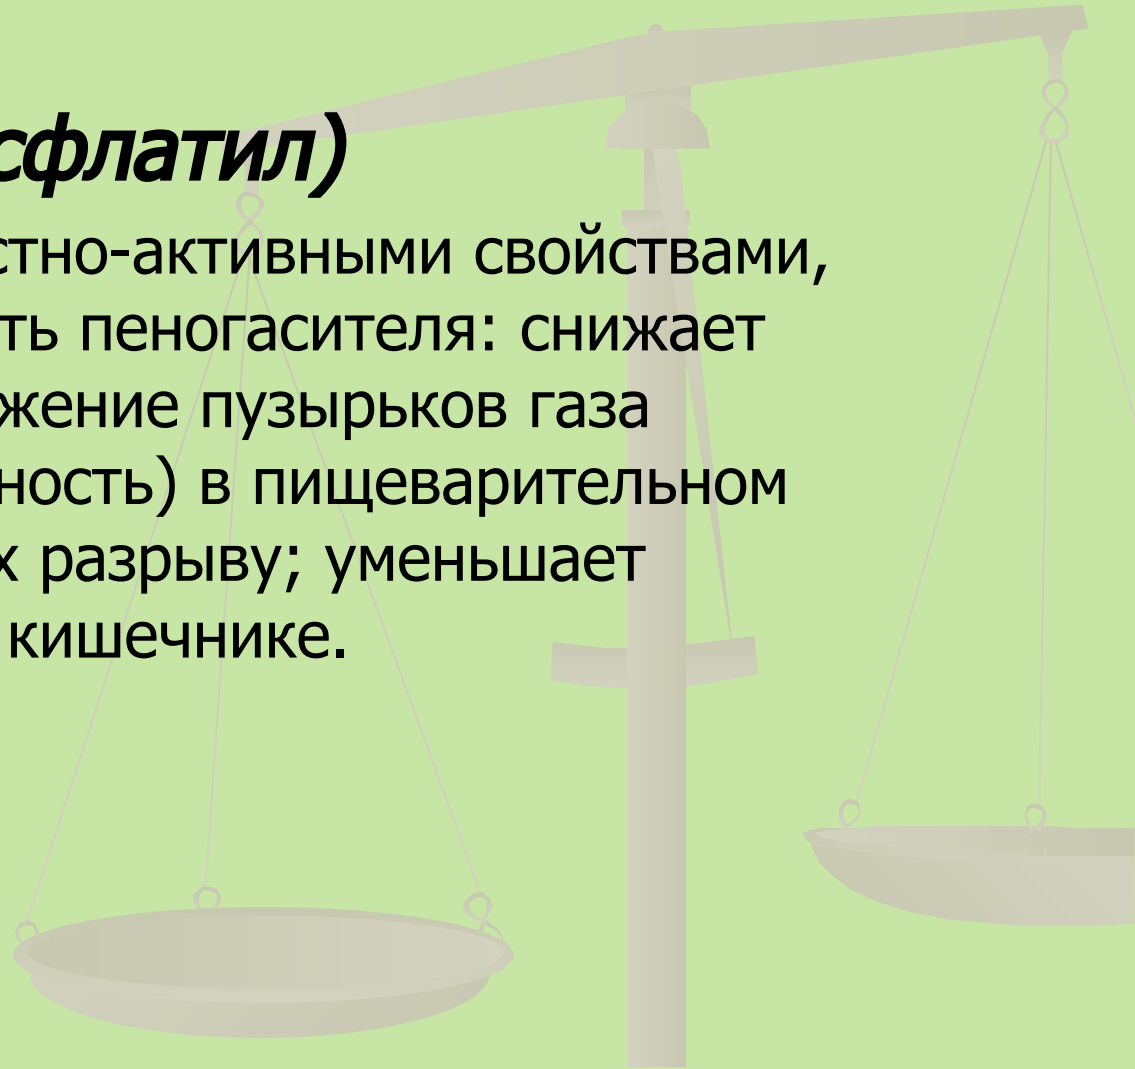 сфлатил)
стно-активными свойствами,
ть пеногасителя: снижает
жение пузырьков газа
ность) в пищеварительном
х разрыву; уменьшает
кишечнике.